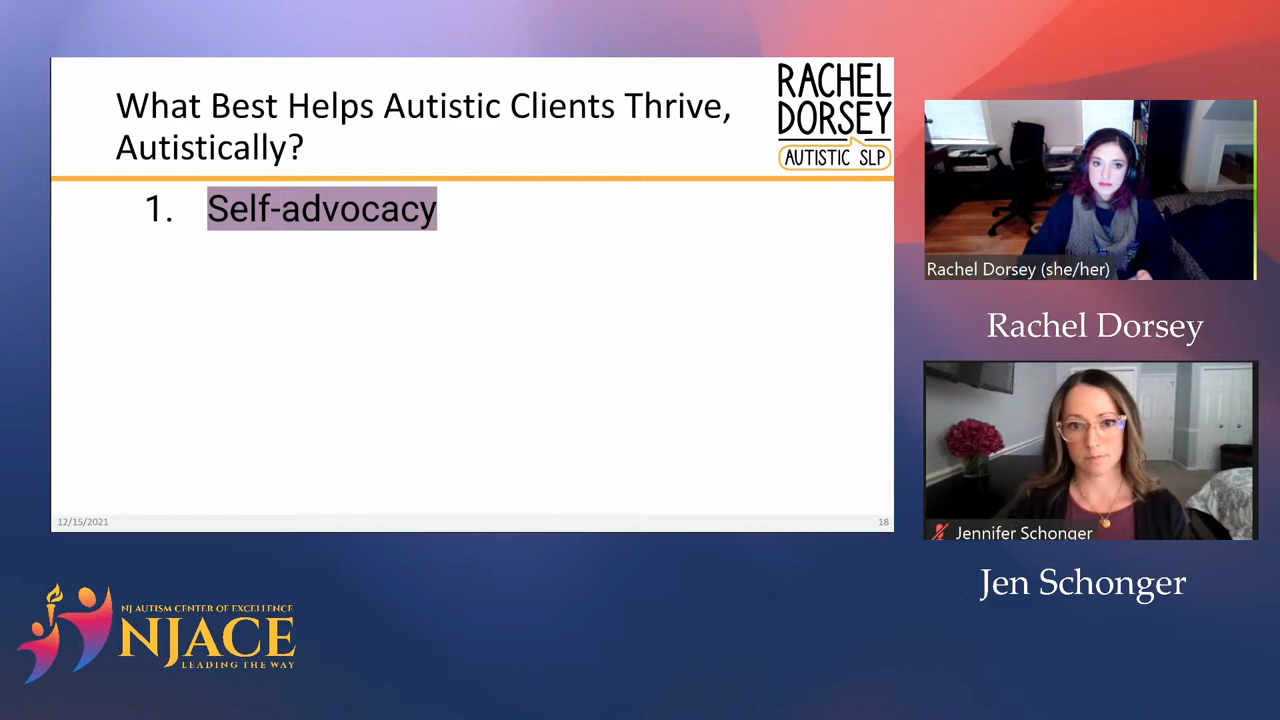 What Best Helps Autistic Clients Thrive,
Autistically?
RACHEL
DORSEY
AUTISTIC SLP
1. Self-advocacy
12/15/2021
18
Rachel Dorsey (she/her)
Rachel Dorsey
Jennifer Schonger
Jen Schonger
NJ AUTISM CENTER OF EXCELLENCE
NJACE
LEADING THE WAY